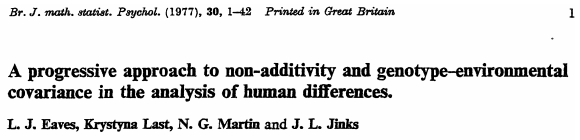 Br. J. math. statist. Psychol. (1977), 30, 1–42 Printed in Great Britain 1
A progressive approach to non-additivity and genotype–environmental
covariance in the analysis of human differences.
L. J. Eaves, Krystyna Last, N. G. Martin and J. L. Jinks